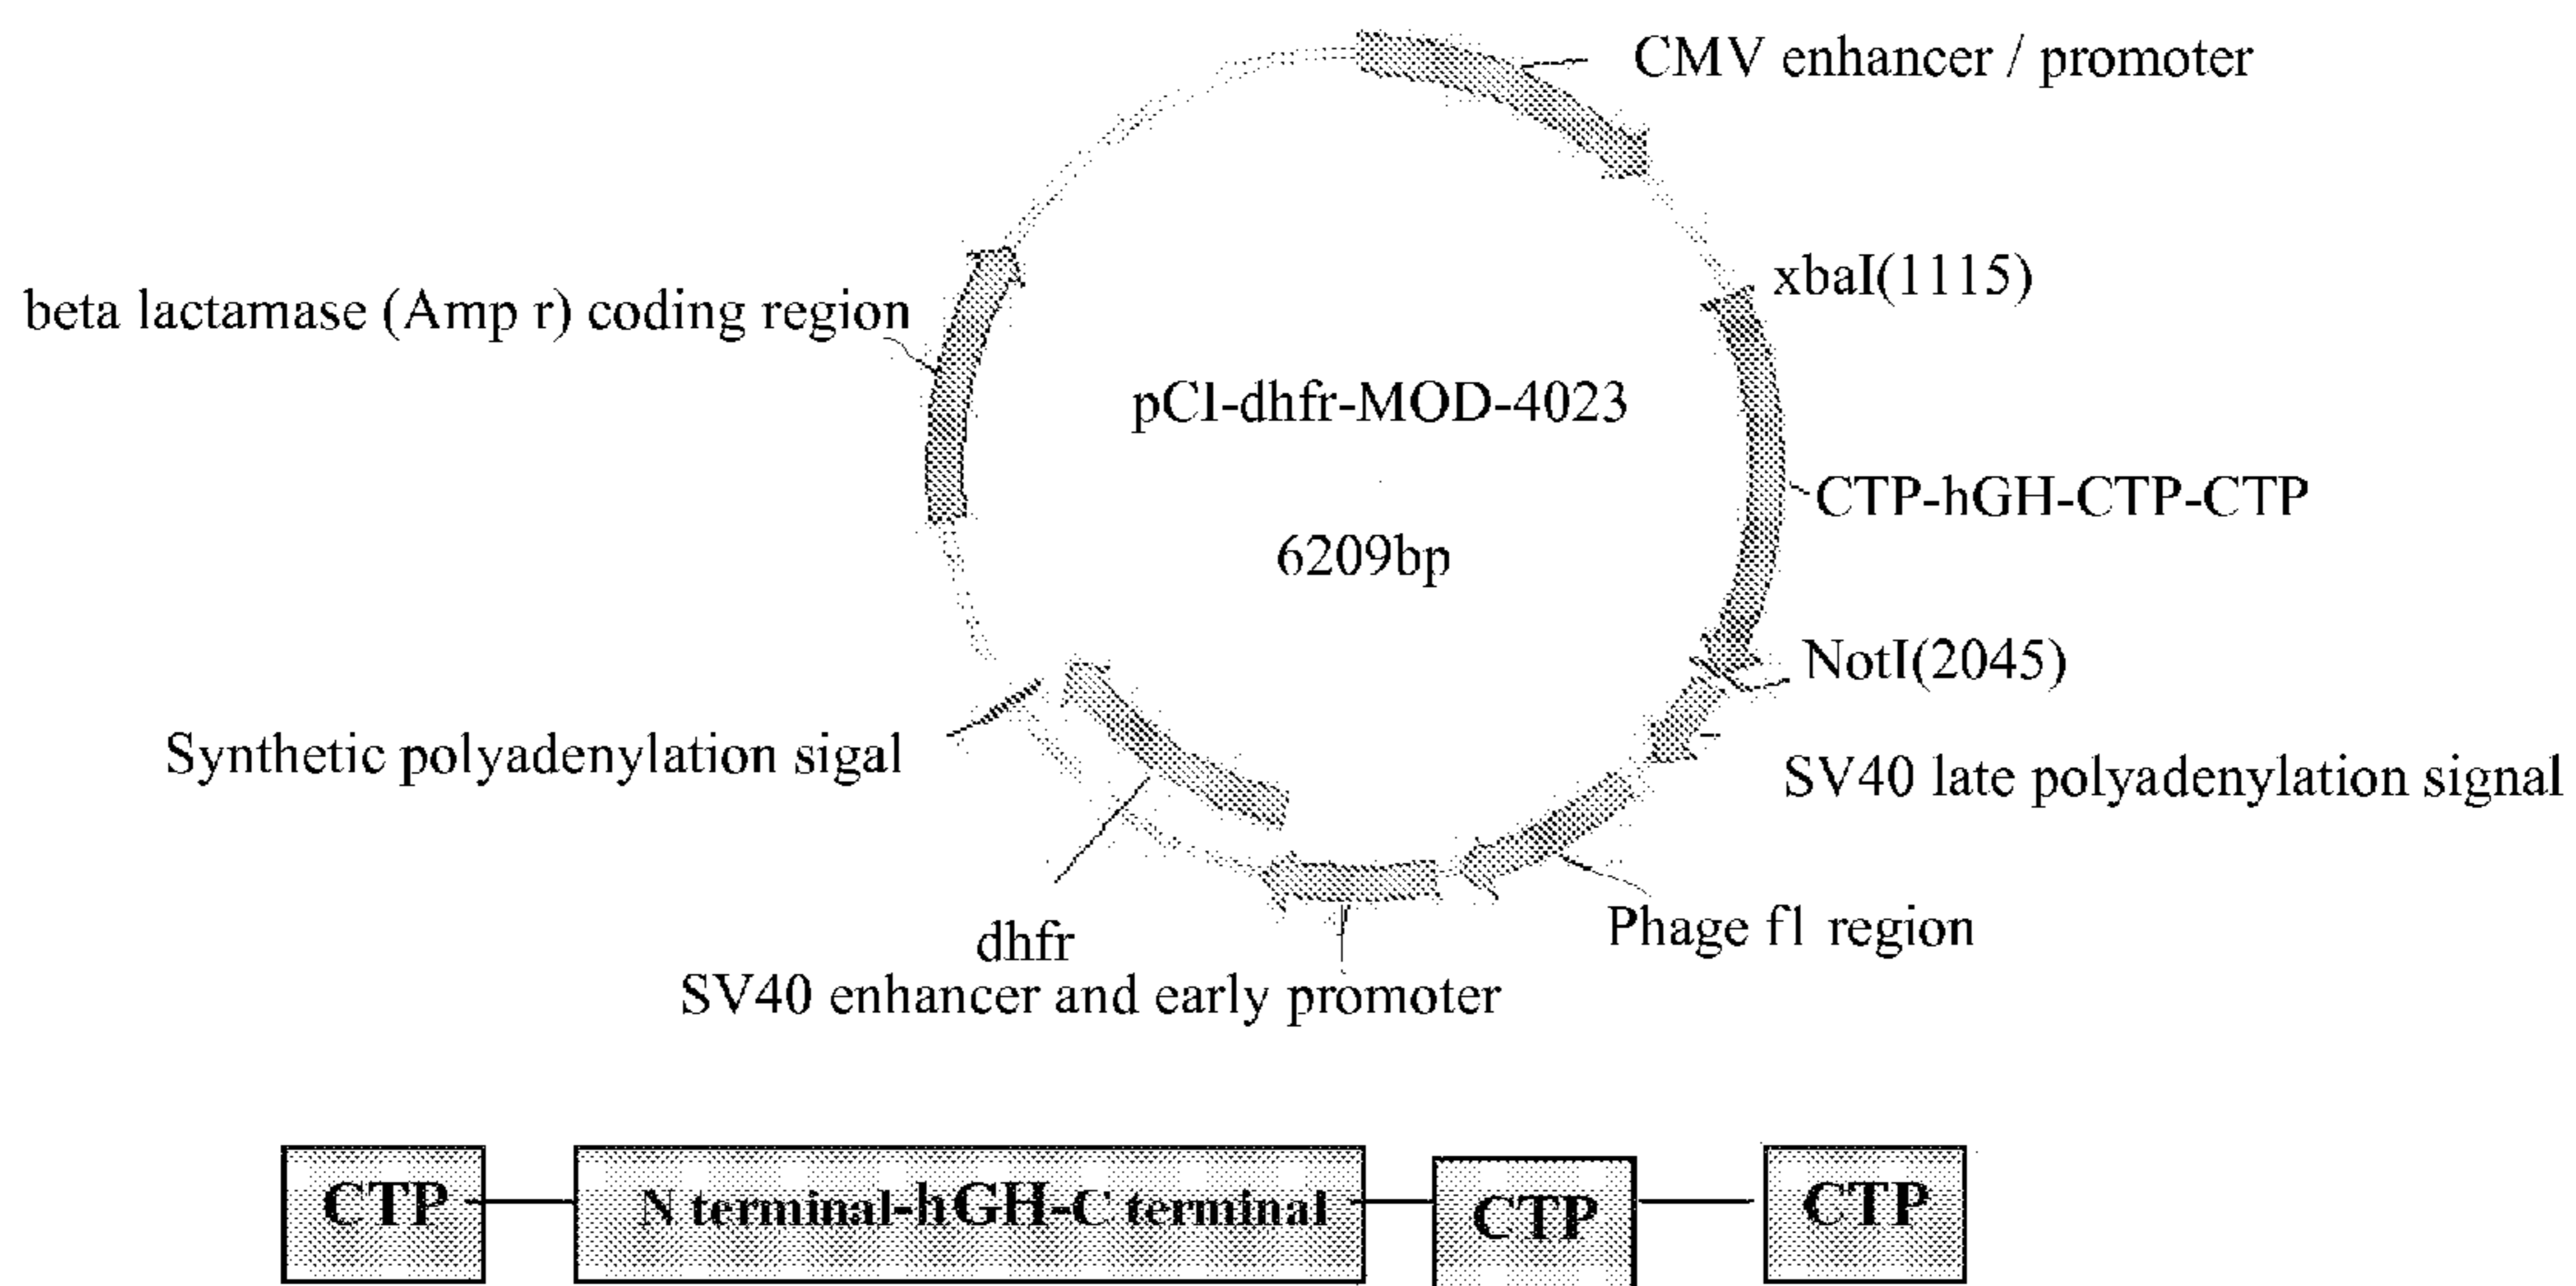 CMV enhancer / promoter
xbaI(1115)
beta lactamase (Amp r) coding region
pCI-dhfr-MOD-4023
6209bp
CTP-hGH-CTP-CTP
NotI(2045)
Synthetic polyadenylation sigal
SV40 late polyadenylation signal
Phage f1 region
dhfr
SV40 enhancer and early promoter
CTP
N terminal-hGH-C terminal
CTP
CTP